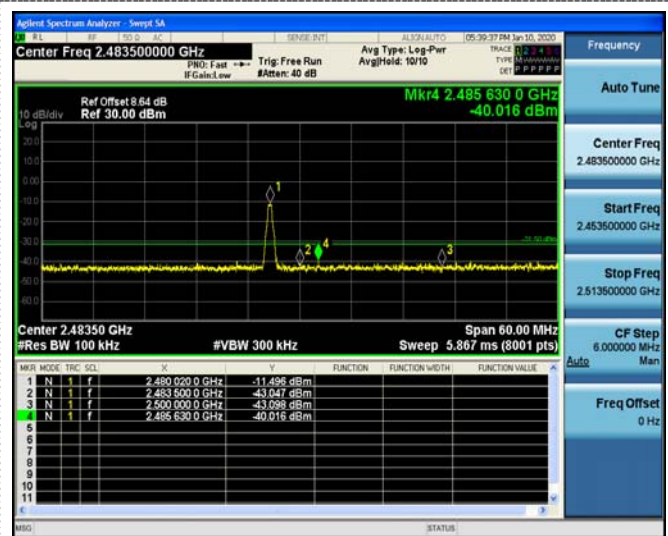 Agilent Spectrum Analyzer - Swept SA
RL RF 50 Ω AC SENSE:INT ALIGN AUTO 05:39:37 PM Jan 10, 2020
Center Freq 2.483500000 GHz
PNO: Fast
IFGain:Low
Trig: Free Run
#Atten: 40 dB
Avg Type: Log-Pwr
Avg|Hold: 10/10
TRACE 1 2 3 4 5 6
TYPE
DET P P P P P P
Frequency
Auto Tune
Center Freq
2.483500000 GHz
Start Freq
2.453500000 GHz
Stop Freq
2.513500000 GHz
CF Step
6.000000 MHz
Auto Man
Freq Offset
0 Hz
Mkr4 2.485 630 0 GHz
-40.016 dBm
Ref Offset 8.64 dB
10 dB/div Ref 30.00 dBm
Log
20.0
10.0
0.00
-10.0
-20.0
-30.0
-40.0
-50.0
-60.0
1
2
4
3
Center 2.48350 GHz Span 60.00 MHz
#Res BW 100 kHz #VBW 300 kHz Sweep 5.867 ms (8001 pts)
MKR MODE TRC SCL X Y FUNCTION FUNCTION WIDTH FUNCTION VALUE
1 N 1 f 2.480 020 0 GHz -11.496 dBm
2 N 1 f 2.483 500 0 GHz -43.047 dBm
3 N 1 f 2.500 000 0 GHz -43.098 dBm
4 N 1 f 2.485 630 0 GHz -40.016 dBm
5
6
7
8
9
10
11
MSG STATUS